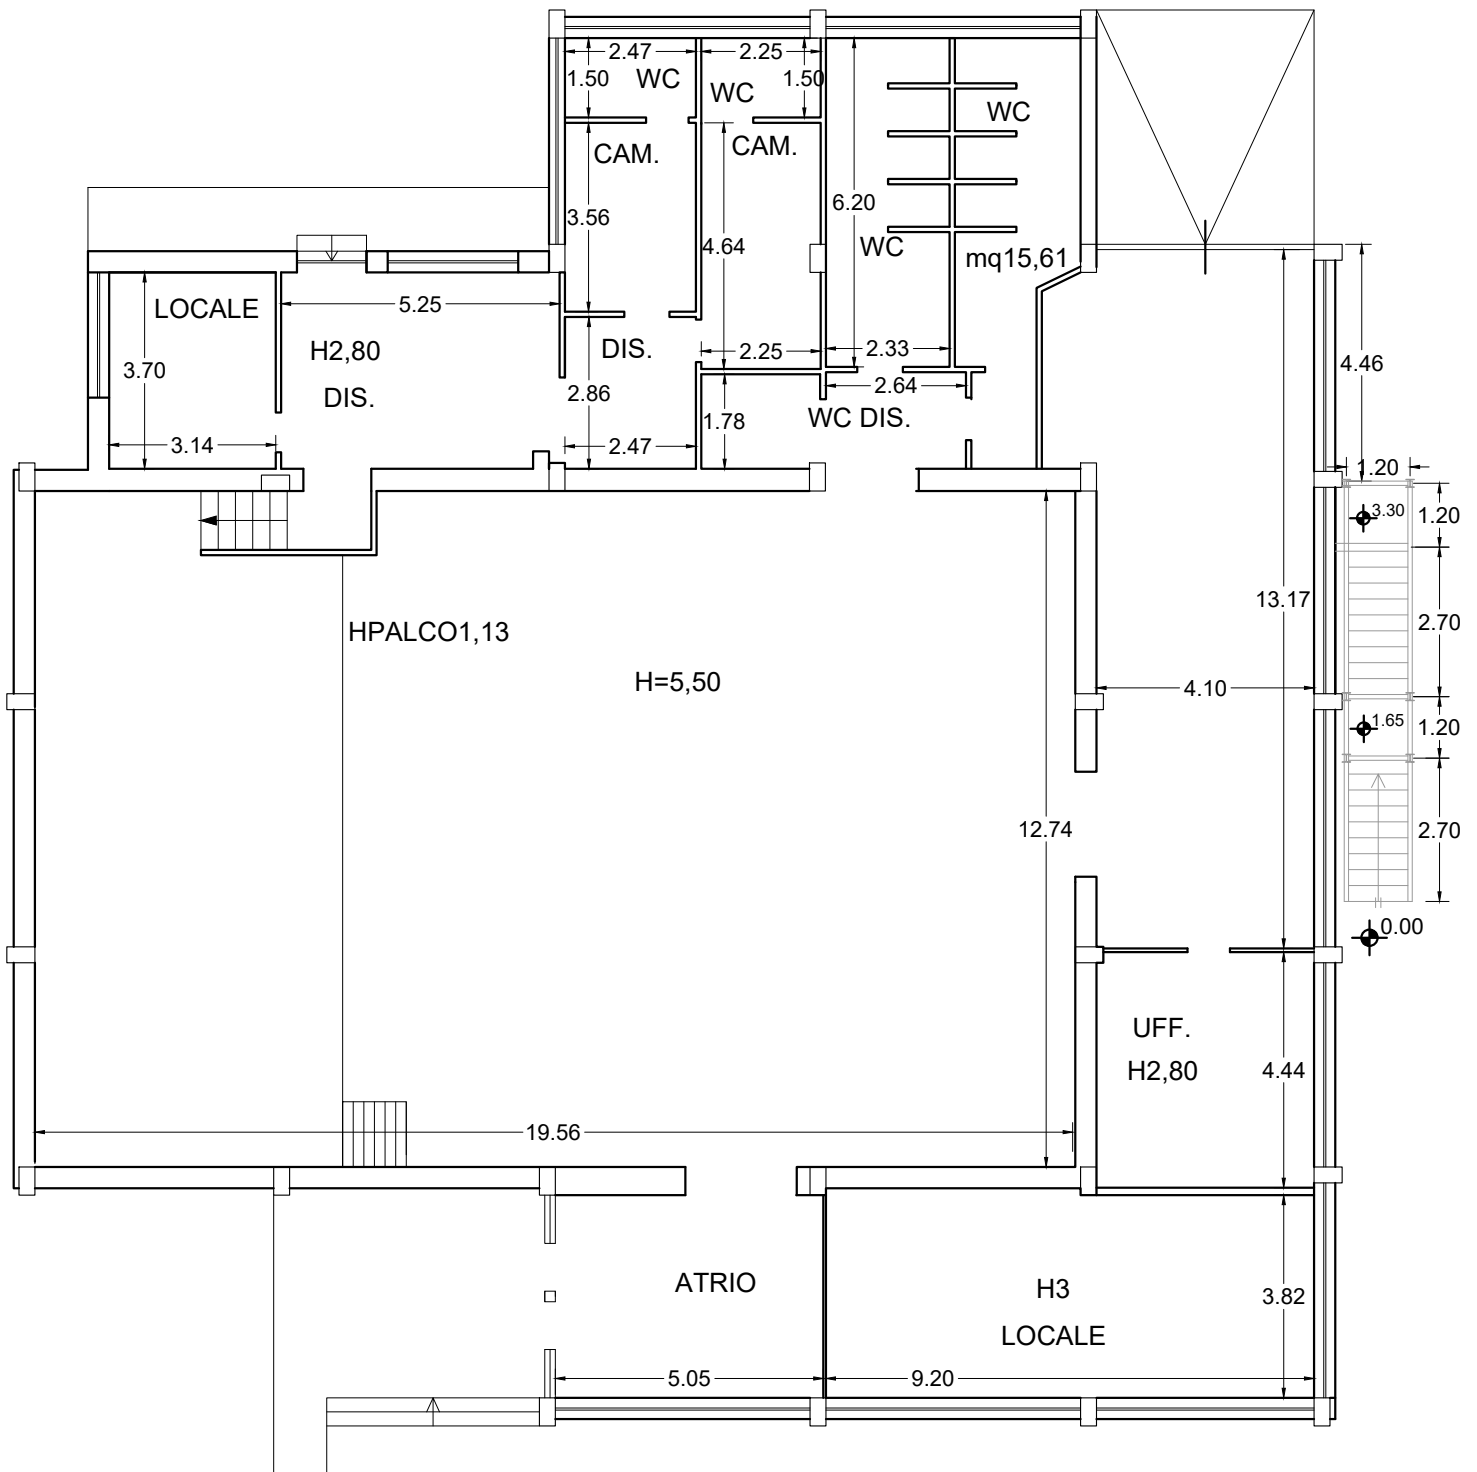 2.47
2.25
1.50
WC
WC
1.50
WC
CAM.
CAM.
3.56
4.64
6.20
WC
mq15,61
LOCALE
5.25
H2,80
DIS.
3.70
3.14
DIS.
2.86
2.47
2.25
2.33
2.64
1.78
WC DIS.
4.46
1.20
3.30
1.20
13.17
2.70
HPALCO1,13
H=5,50
4.10
1.65
1.20
12.74
2.70
0.00
UFF.
H2,80
4.44
19.56
ATRIO
H3
LOCALE
3.82
5.05
9.20